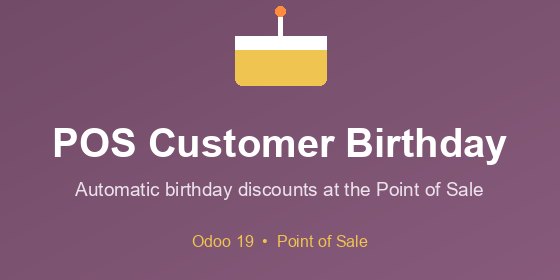 POS Customer Birthday
Automatic birthday discounts at the Point of Sale
Odoo 19 • Point of Sale